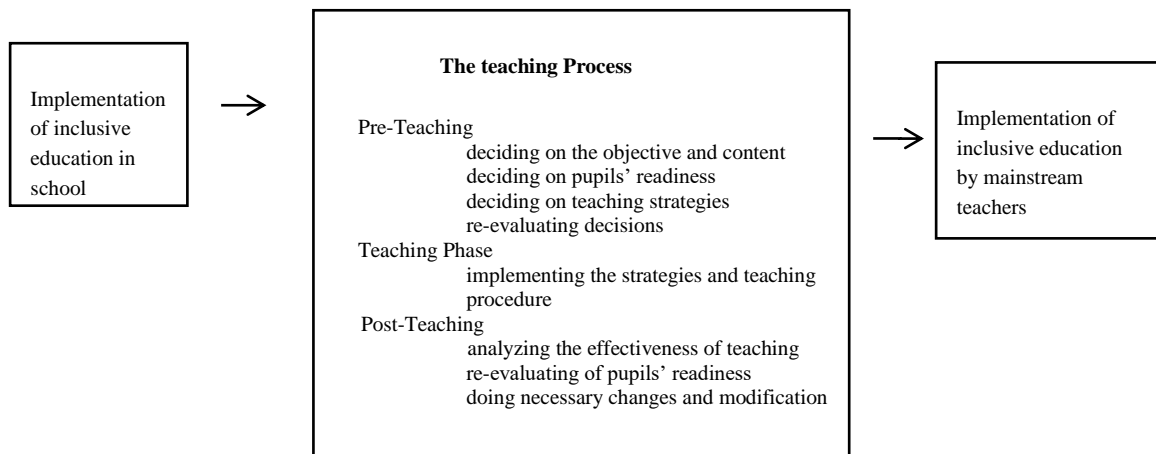 Implementation
of inclusive
education in
school
The teaching Process
Pre-Teaching
deciding on the objective and content
deciding on pupils’ readiness
deciding on teaching strategies
re-evaluating decisions
Teaching Phase
implementing the strategies and teaching
procedure
Post-Teaching
analyzing the effectiveness of teaching
re-evaluating of pupils’ readiness
doing necessary changes and modification
Implementation of
inclusive education
by mainstream
teachers